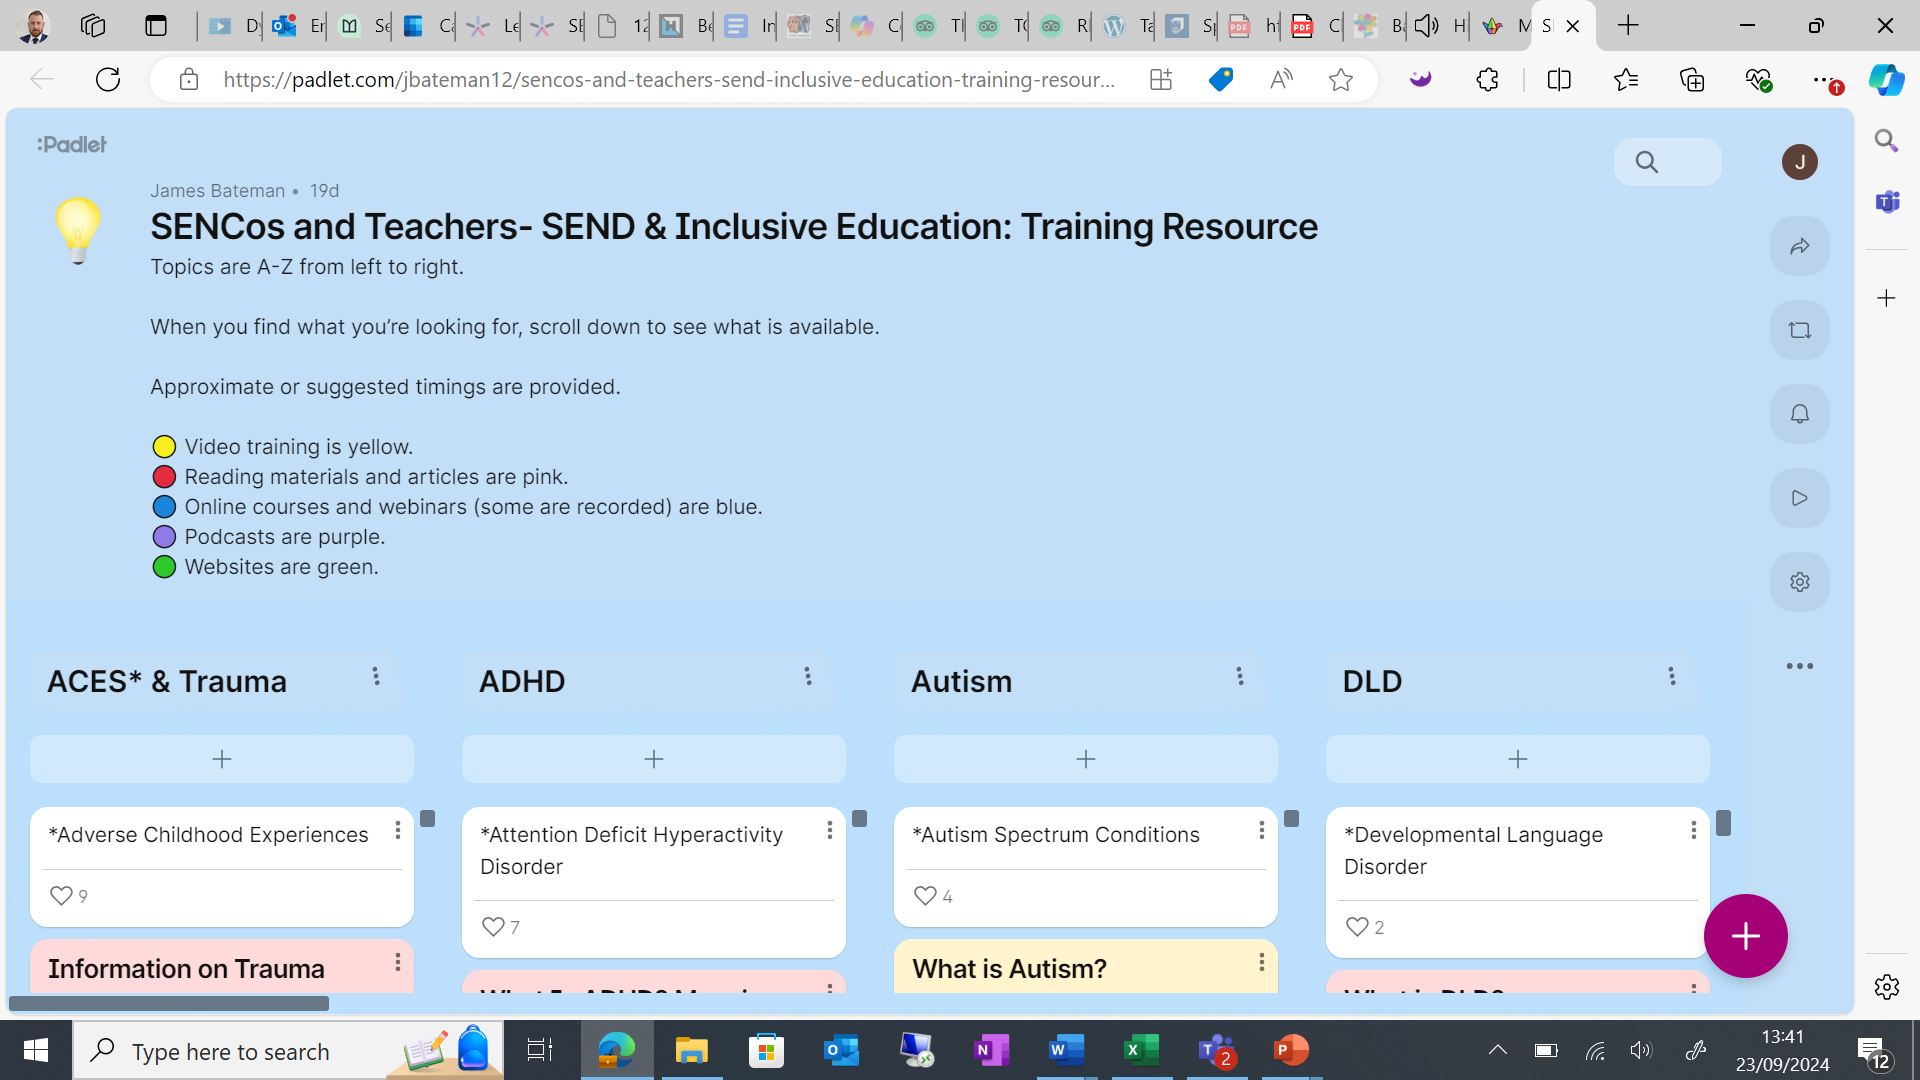 https://padlet.com/jbateman12/sencos-and-teachers-send-inclusive-education-training-resour...
:Padlet
J
James Bateman • 19d
SENCos and Teachers- SEND & Inclusive Education: Training Resource
Topics are A-Z from left to right.
When you find what you’re looking for, scroll down to see what is available.
Approximate or suggested timings are provided.
Video training is yellow.
Reading materials and articles are pink.
Online courses and webinars (some are recorded) are blue.
Podcasts are purple.
Websites are green.
ACES* & Trauma
ADHD
Autism
DLD
*Adverse Childhood Experiences
9
*Attention Deficit Hyperactivity
Disorder
7
*Autism Spectrum Conditions
4
*Developmental Language
Disorder
2
Information on Trauma
What is Autism?
Type here to search
2
13:41
23/09/2024
12